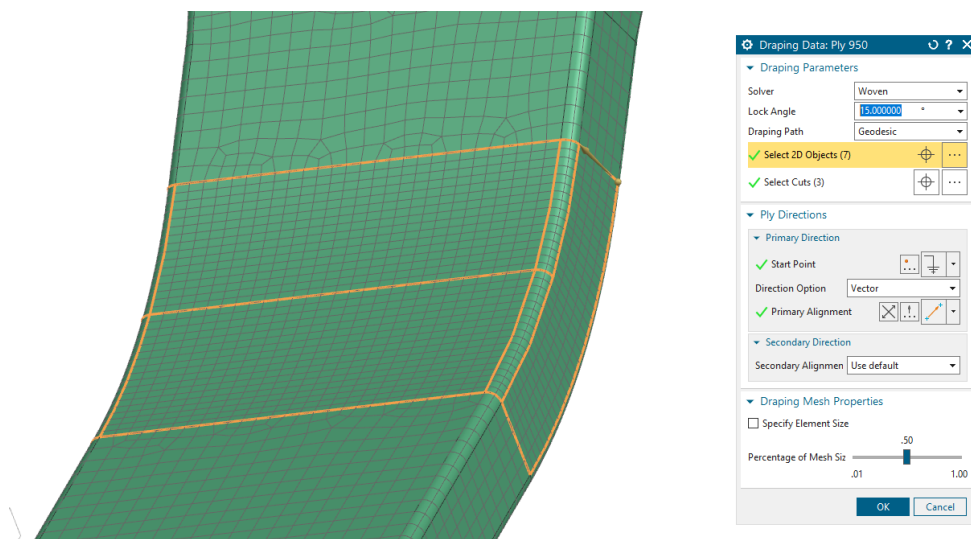 Draping Data: Ply 950
Draping Parameters
Solver Woven
Lock Angle 15.000000 °
Draping Path Geodesic
Select 2D Objects (7)
Select Cuts (3)
Ply Directions
Primary Direction
Start Point
Direction Option Vector
Primary Alignment
Secondary Direction
Secondary Alignmen Use default
Draping Mesh Properties
Specify Element Size
.50
Percentage of Mesh Siz
.01 1.00
OK Cancel